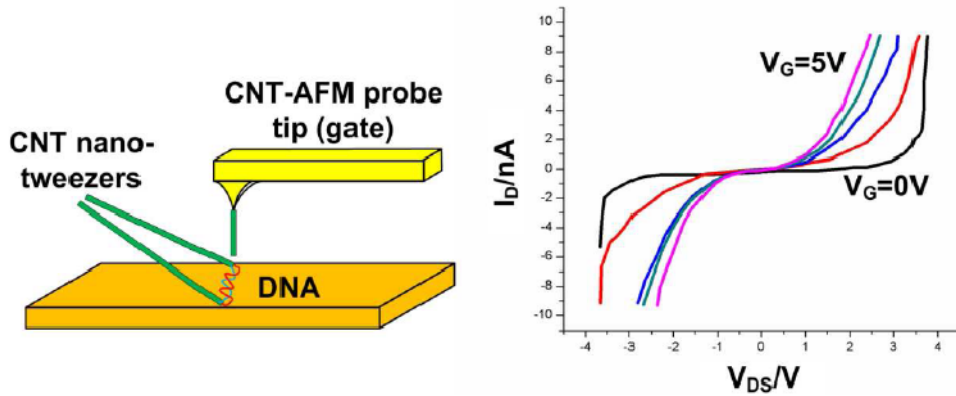 CNT-AFM probe
tip (gate)
CNT nano-
tweezers
DNA
I_D/nA
10
8
6
4
2
0
-2
-4
-6
-8
-10
V_G=5V
V_G=0V
-4 -3 -2 -1 0 1 2 3 4
V_DS/V